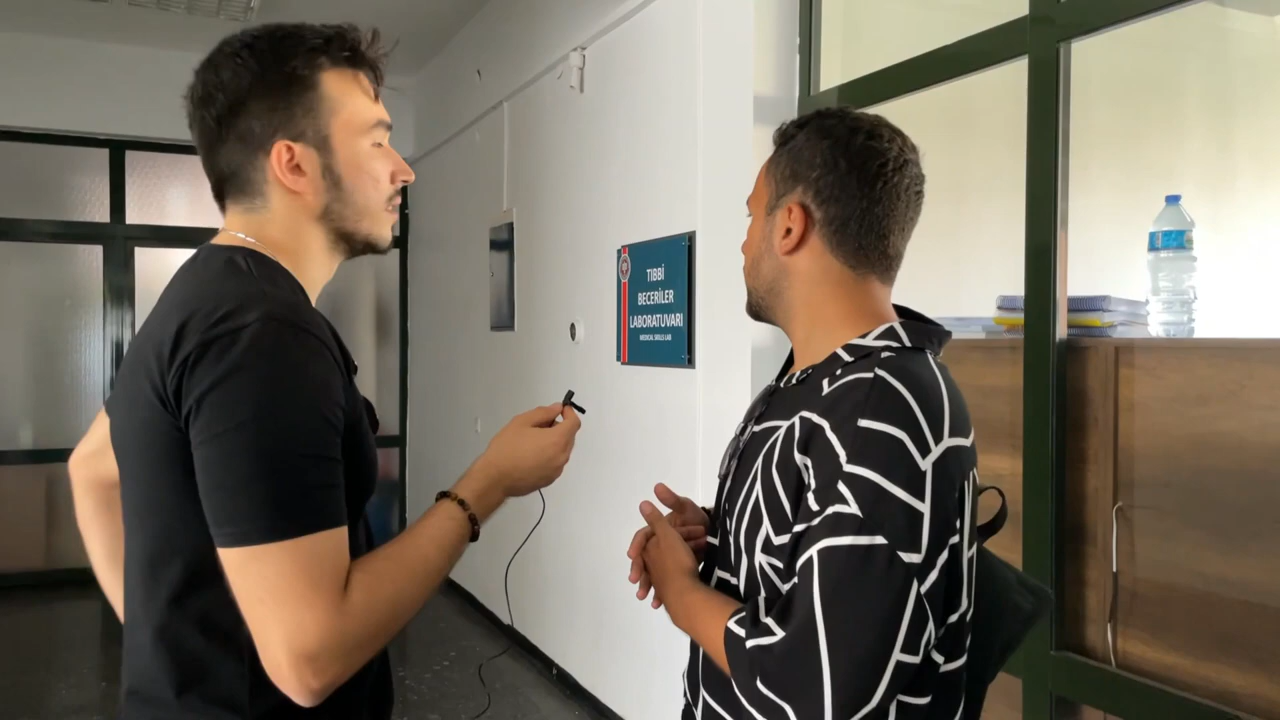 TIBBİ
BECERİLER
LABORATUVARI
MEDICAL SKILLS LAB